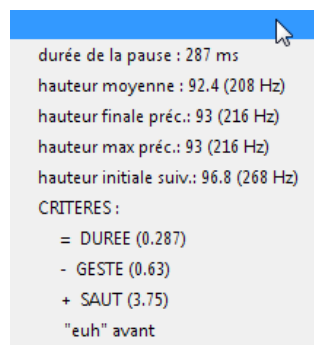 durée de la pause : 287 ms
hauteur moyenne : 92.4 (208 Hz)
hauteur finale préc.: 93 (216 Hz)
hauteur max préc.: 93 (216 Hz)
hauteur initiale suiv.: 96.8 (268 Hz)
CRITERES :
= DUREE (0.287)
- GESTE (0.63)
+ SAUT (3.75)
"euh" avant